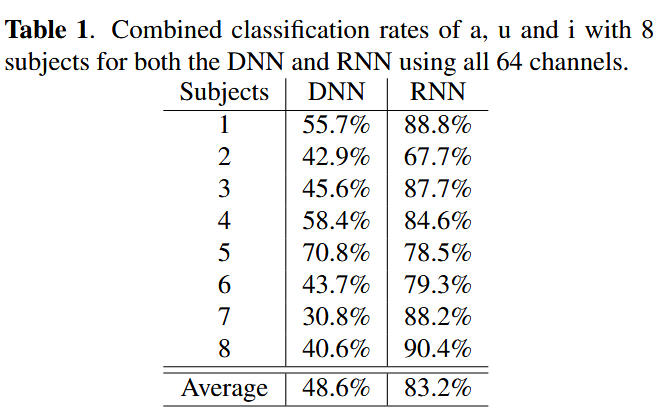 Table 1. Combined classification rates of a, u and i with 8
subjects for both the DNN and RNN using all 64 channels.
Subjects DNN RNN
1 55.7% 88.8%
2 42.9% 67.7%
3 45.6% 87.7%
4 58.4% 84.6%
5 70.8% 78.5%
6 43.7% 79.3%
7 30.8% 88.2%
8 40.6% 90.4%
Average 48.6% 83.2%